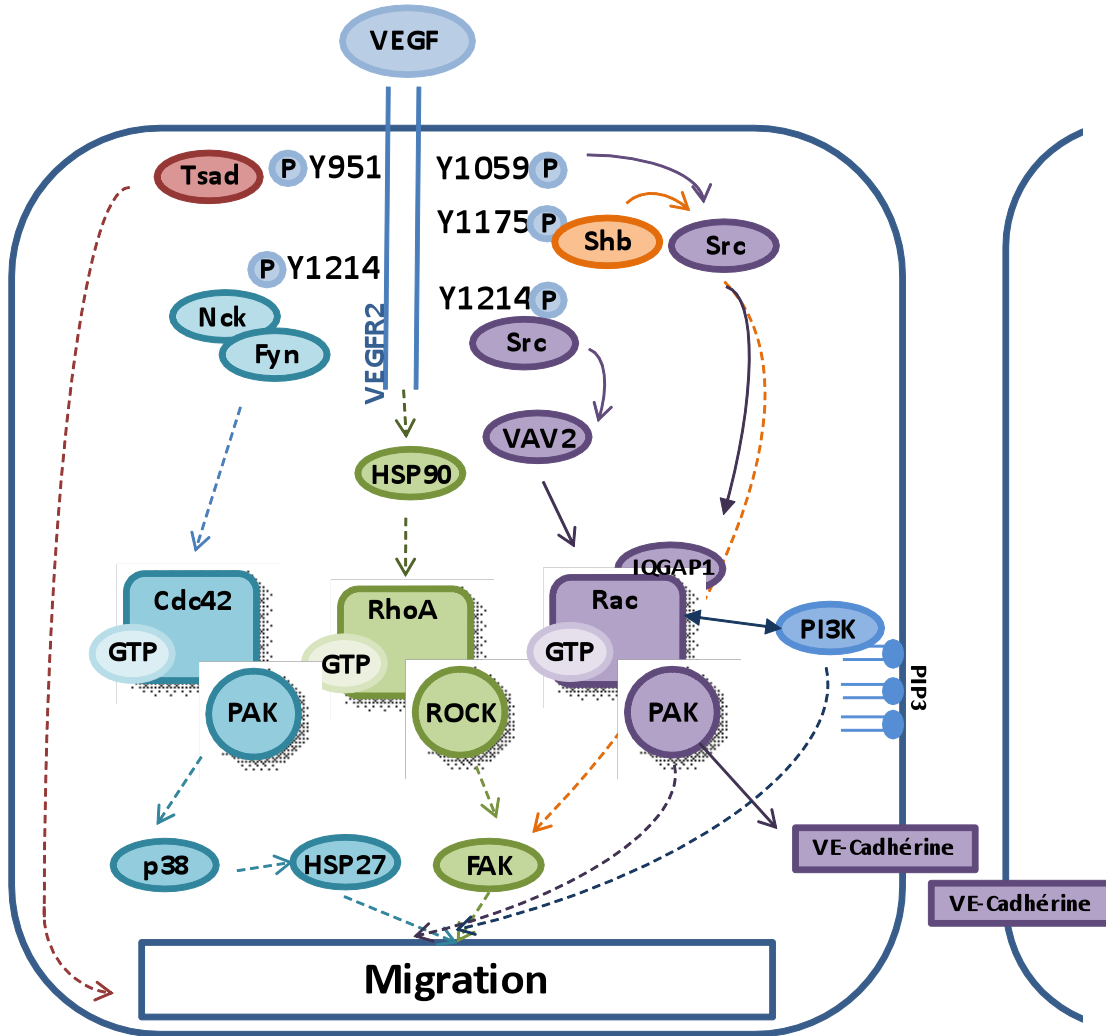 VEGF
Tsad
P
Y951
Y1059
P
Y1175
P
Shb
Src
P
Y1214
Y1214
P
Nck
Fyn
VEGFR2
Src
VAV2
HSP90
IQGAP1
Cdc42
GTP
RhoA
GTP
Rac
GTP
PI3K
PIP3
PAK
ROCK
PAK
p38
HSP27
FAK
VE-Cadhérine
VE-Cadhérine
Migration